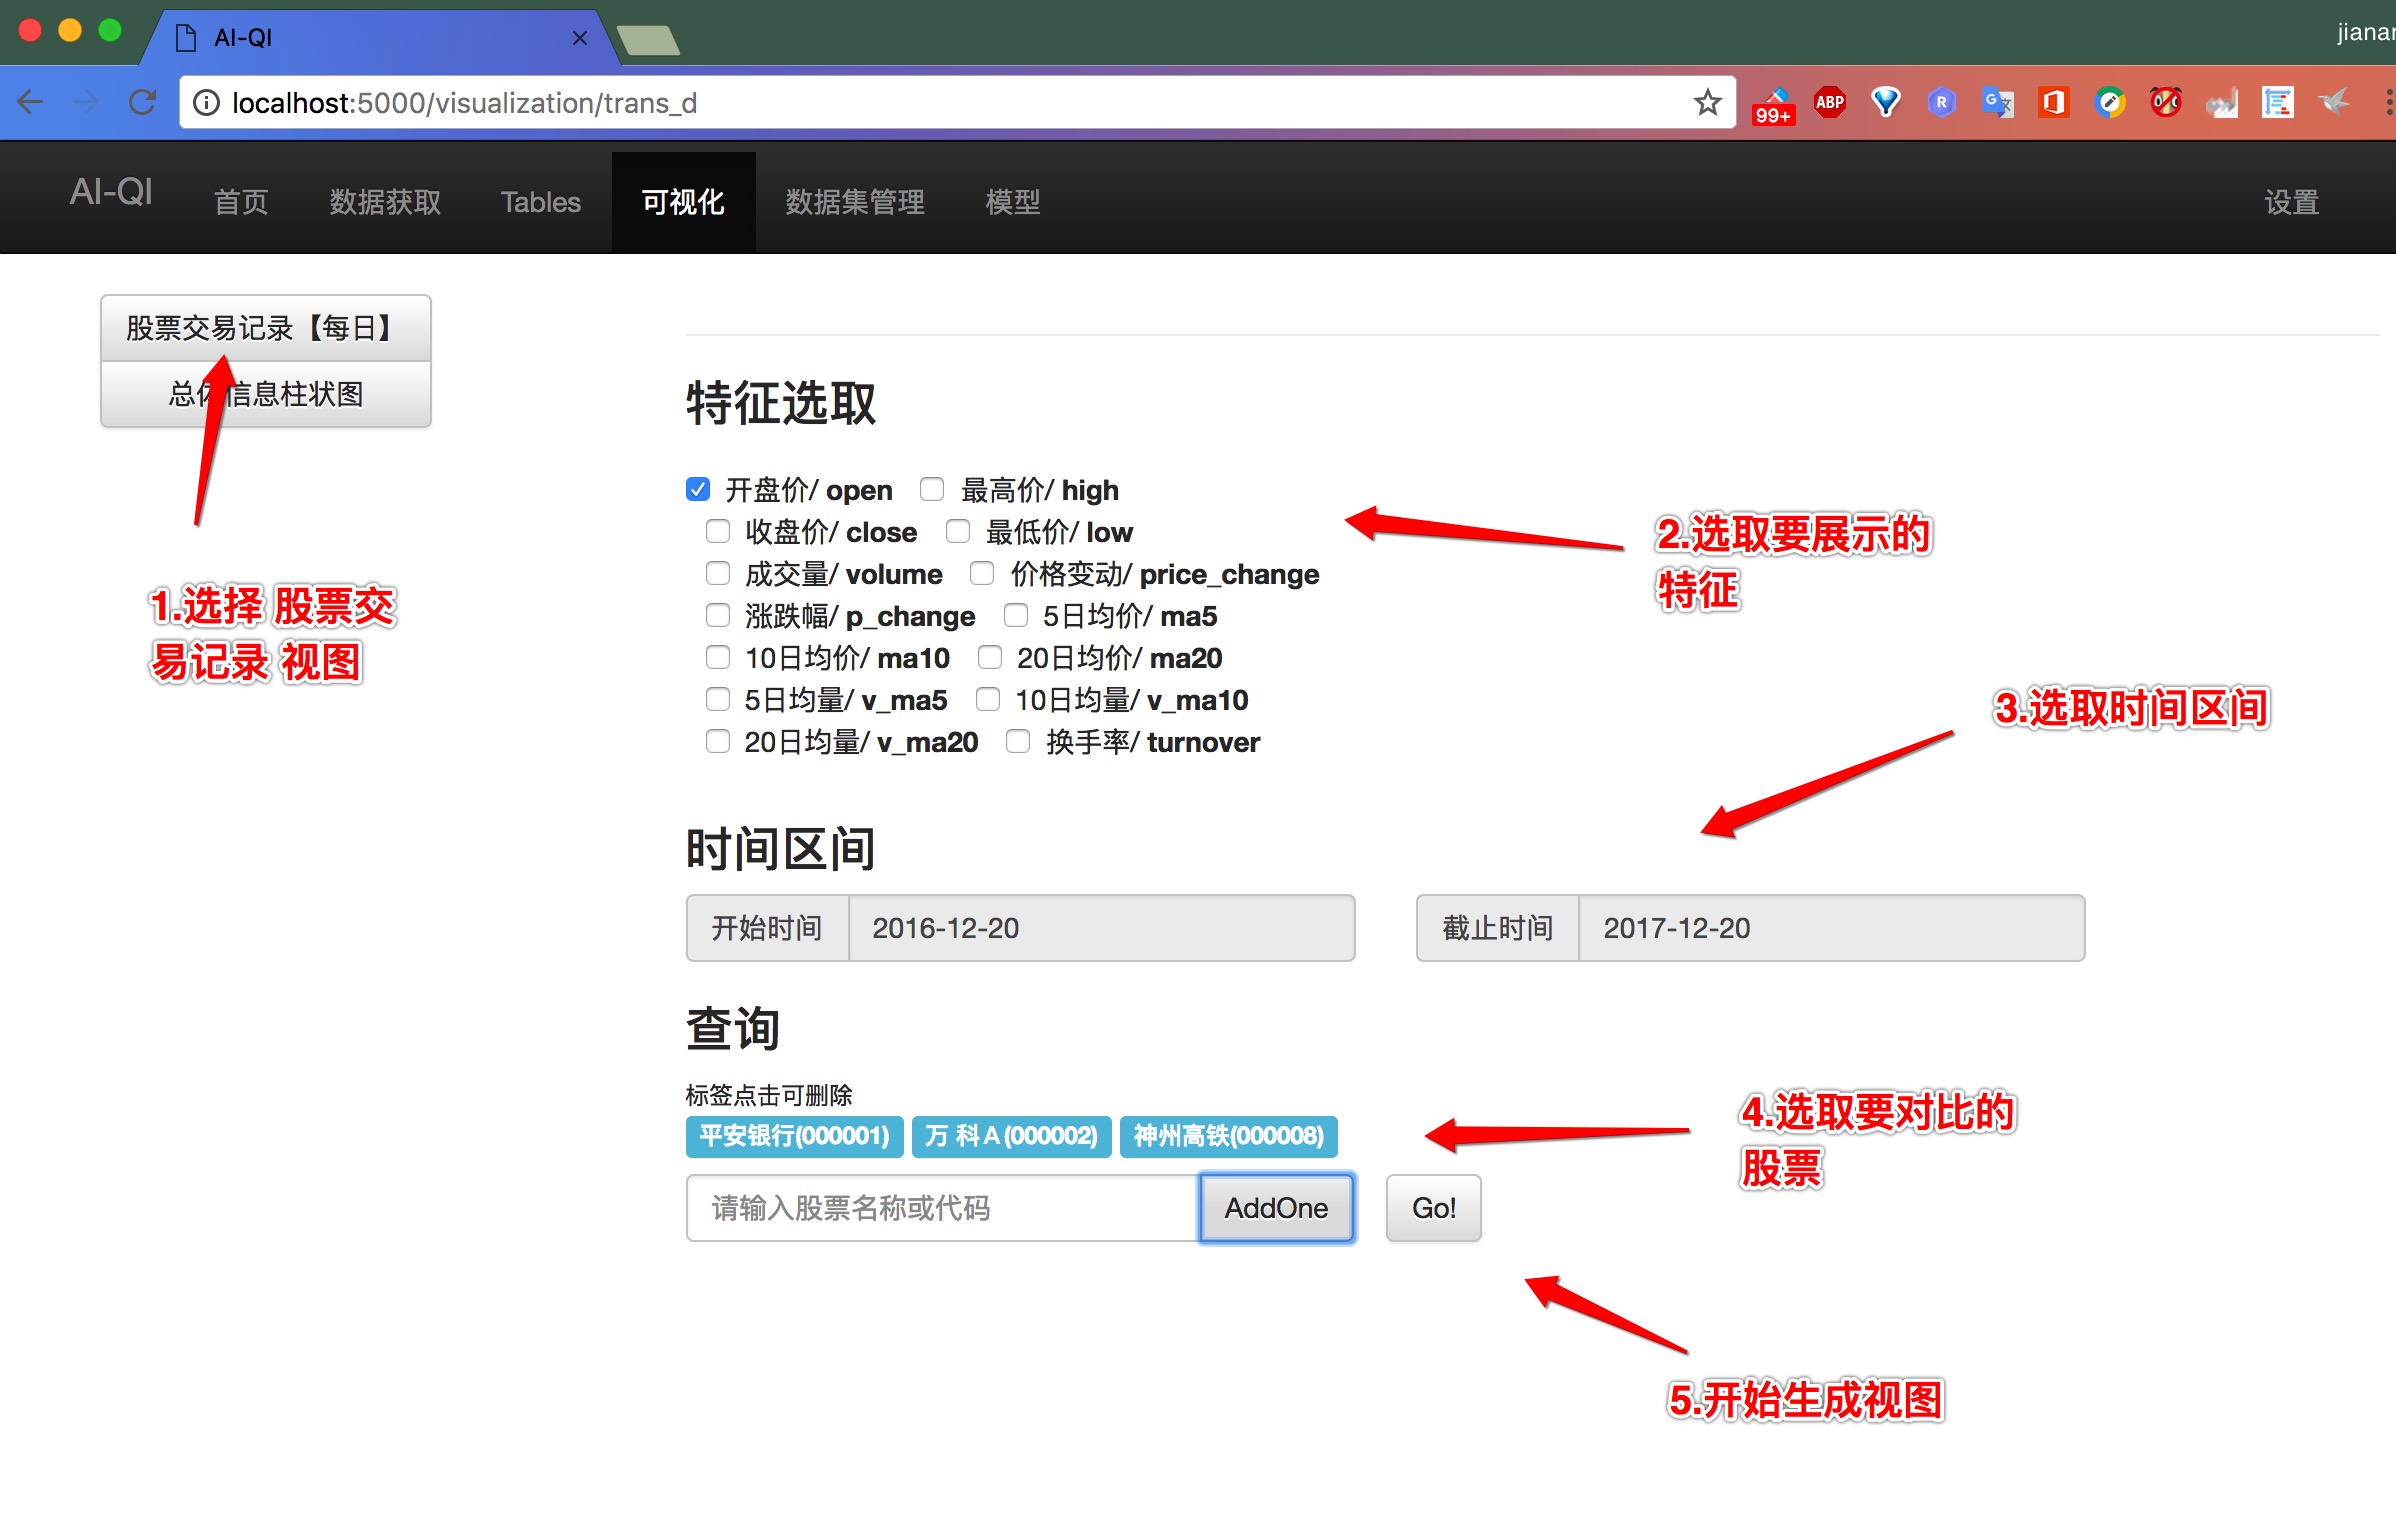 AI-QI
jianan
localhost:5000/visualization/trans_d
99+
ABP
AI-QI 首页 数据获取 Tables 可视化 数据集管理 模型 设置
股票交易记录【每日】
总体信息柱状图
1.选择 股票交
易记录 视图
特征选取
开盘价/ open 最高价/ high
收盘价/ close 最低价/ low
成交量/ volume 价格变动/ price_change
涨跌幅/ p_change 5日均价/ ma5
10日均价/ ma10 20日均价/ ma20
5日均量/ v_ma5 10日均量/ v_ma10
20日均量/ v_ma20 换手率/ turnover
2.选取要展示的
特征
3.选取时间区间
时间区间
开始时间 2016-12-20 截止时间 2017-12-20
查询
标签点击可删除
平安银行(000001) 万 科A(000002) 神州高铁(000008)
请输入股票名称或代码 AddOne Go!
4.选取要对比的
股票
5.开始生成视图